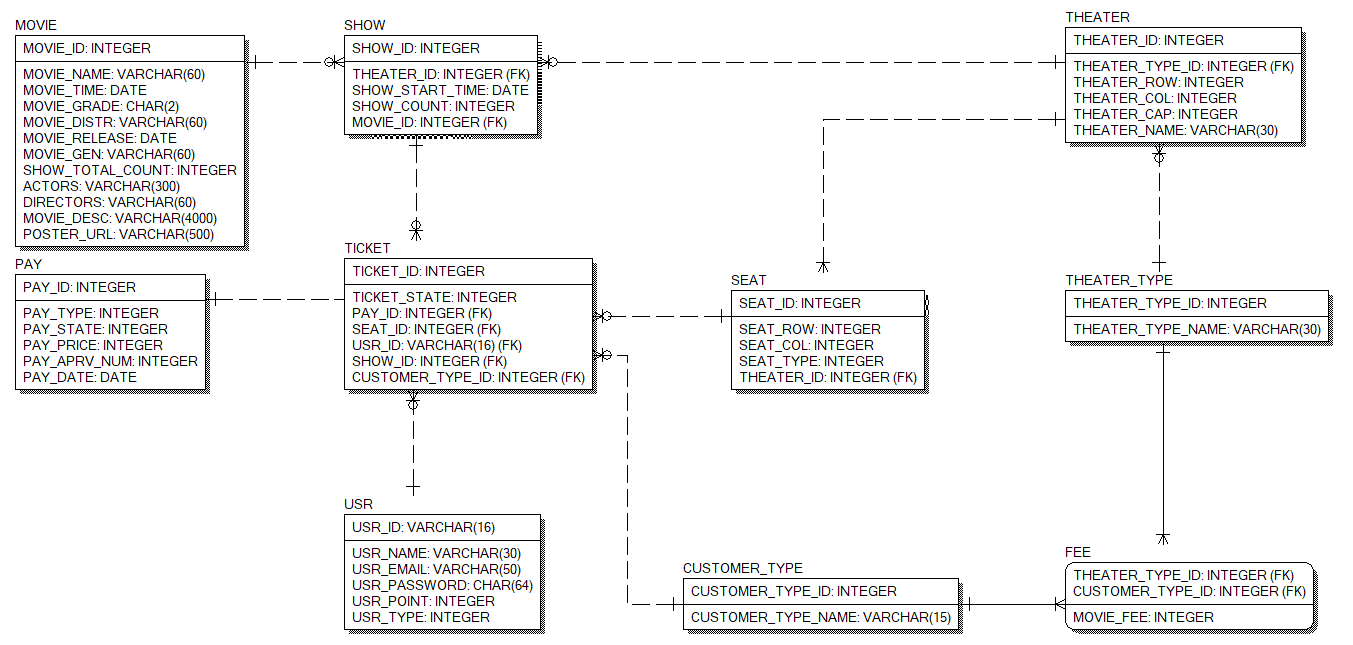 MOVIE
MOVIE_ID: INTEGER
MOVIE_NAME: VARCHAR(60)
MOVIE_TIME: DATE
MOVIE_GRADE: CHAR(2)
MOVIE_DISTR: VARCHAR(60)
MOVIE_RELEASE: DATE
MOVIE_GEN: VARCHAR(60)
SHOW_TOTAL_COUNT: INTEGER
ACTORS: VARCHAR(300)
DIRECTORS: VARCHAR(60)
MOVIE_DESC: VARCHAR(4000)
POSTER_URL: VARCHAR(500)
SHOW
SHOW_ID: INTEGER
THEATER_ID: INTEGER (FK)
SHOW_START_TIME: DATE
SHOW_COUNT: INTEGER
MOVIE_ID: INTEGER (FK)
THEATER
THEATER_ID: INTEGER
THEATER_TYPE_ID: INTEGER (FK)
THEATER_ROW: INTEGER
THEATER_COL: INTEGER
THEATER_CAP: INTEGER
THEATER_NAME: VARCHAR(30)
PAY
PAY_ID: INTEGER
PAY_TYPE: INTEGER
PAY_STATE: INTEGER
PAY_PRICE: INTEGER
PAY_APRV_NUM: INTEGER
PAY_DATE: DATE
TICKET
TICKET_ID: INTEGER
TICKET_STATE: INTEGER
PAY_ID: INTEGER (FK)
SEAT_ID: INTEGER (FK)
USR_ID: VARCHAR(16) (FK)
SHOW_ID: INTEGER (FK)
CUSTOMER_TYPE_ID: INTEGER (FK)
SEAT
SEAT_ID: INTEGER
SEAT_ROW: INTEGER
SEAT_COL: INTEGER
SEAT_TYPE: INTEGER
THEATER_ID: INTEGER (FK)
THEATER_TYPE
THEATER_TYPE_ID: INTEGER
THEATER_TYPE_NAME: VARCHAR(30)
USR
USR_ID: VARCHAR(16)
USR_NAME: VARCHAR(30)
USR_EMAIL: VARCHAR(50)
USR_PASSWORD: CHAR(64)
USR_POINT: INTEGER
USR_TYPE: INTEGER
CUSTOMER_TYPE
CUSTOMER_TYPE_ID: INTEGER
CUSTOMER_TYPE_NAME: VARCHAR(15)
FEE
THEATER_TYPE_ID: INTEGER (FK)
CUSTOMER_TYPE_ID: INTEGER (FK)
MOVIE_FEE: INTEGER